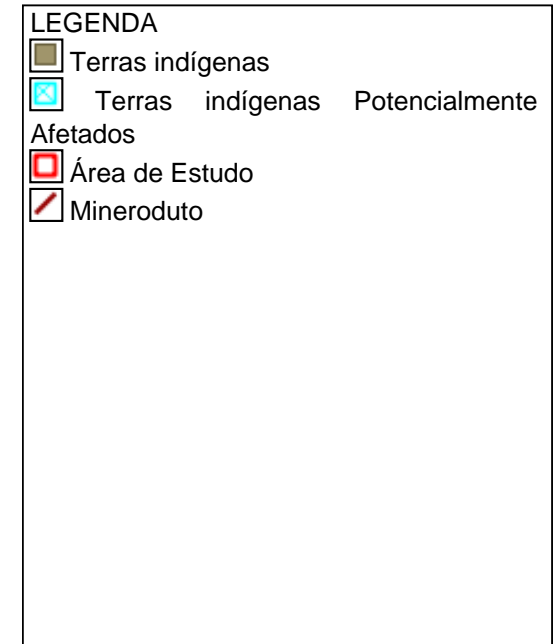 LEGENDA
Terras indígenas
Terras indígenas Potencialmente
Afetados
Área de Estudo
Mineroduto